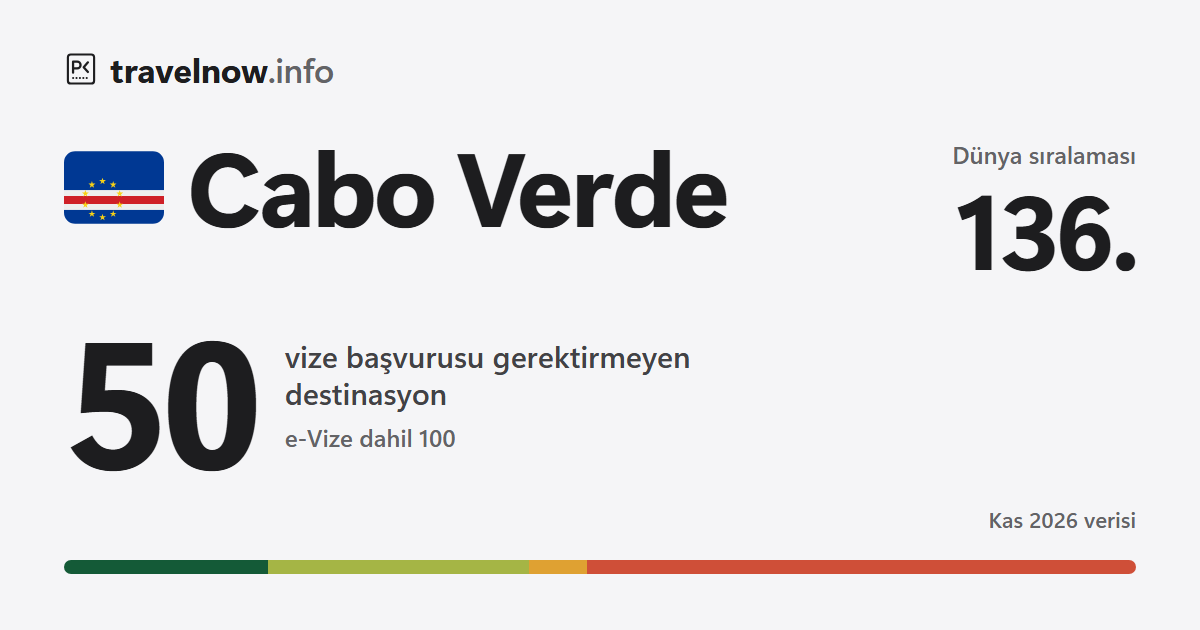 travelnow.info
Cabo Verde
Dünya sıralaması
136.
50
vize başvurusu gerektirmeyen
destinasyon
e-Vize dahil 100
Kas 2026 verisi